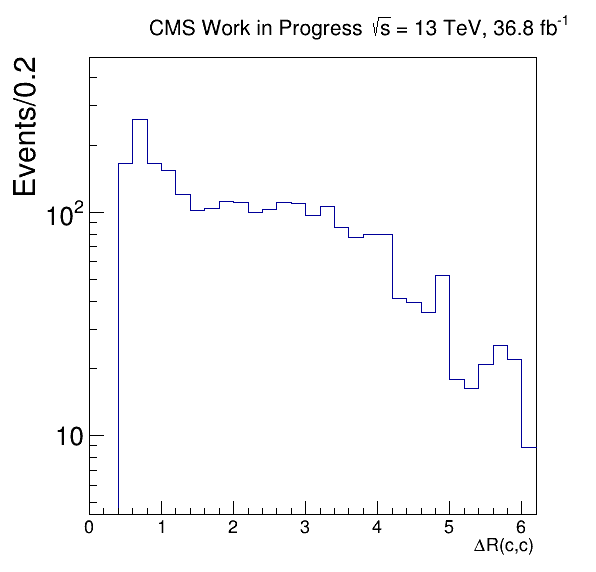 CMS Work in Progress √s = 13 TeV, 36.8 fb⁻¹
Events/0.2
10²
10
0 1 2 3 4 5 6
ΔR(c,c)